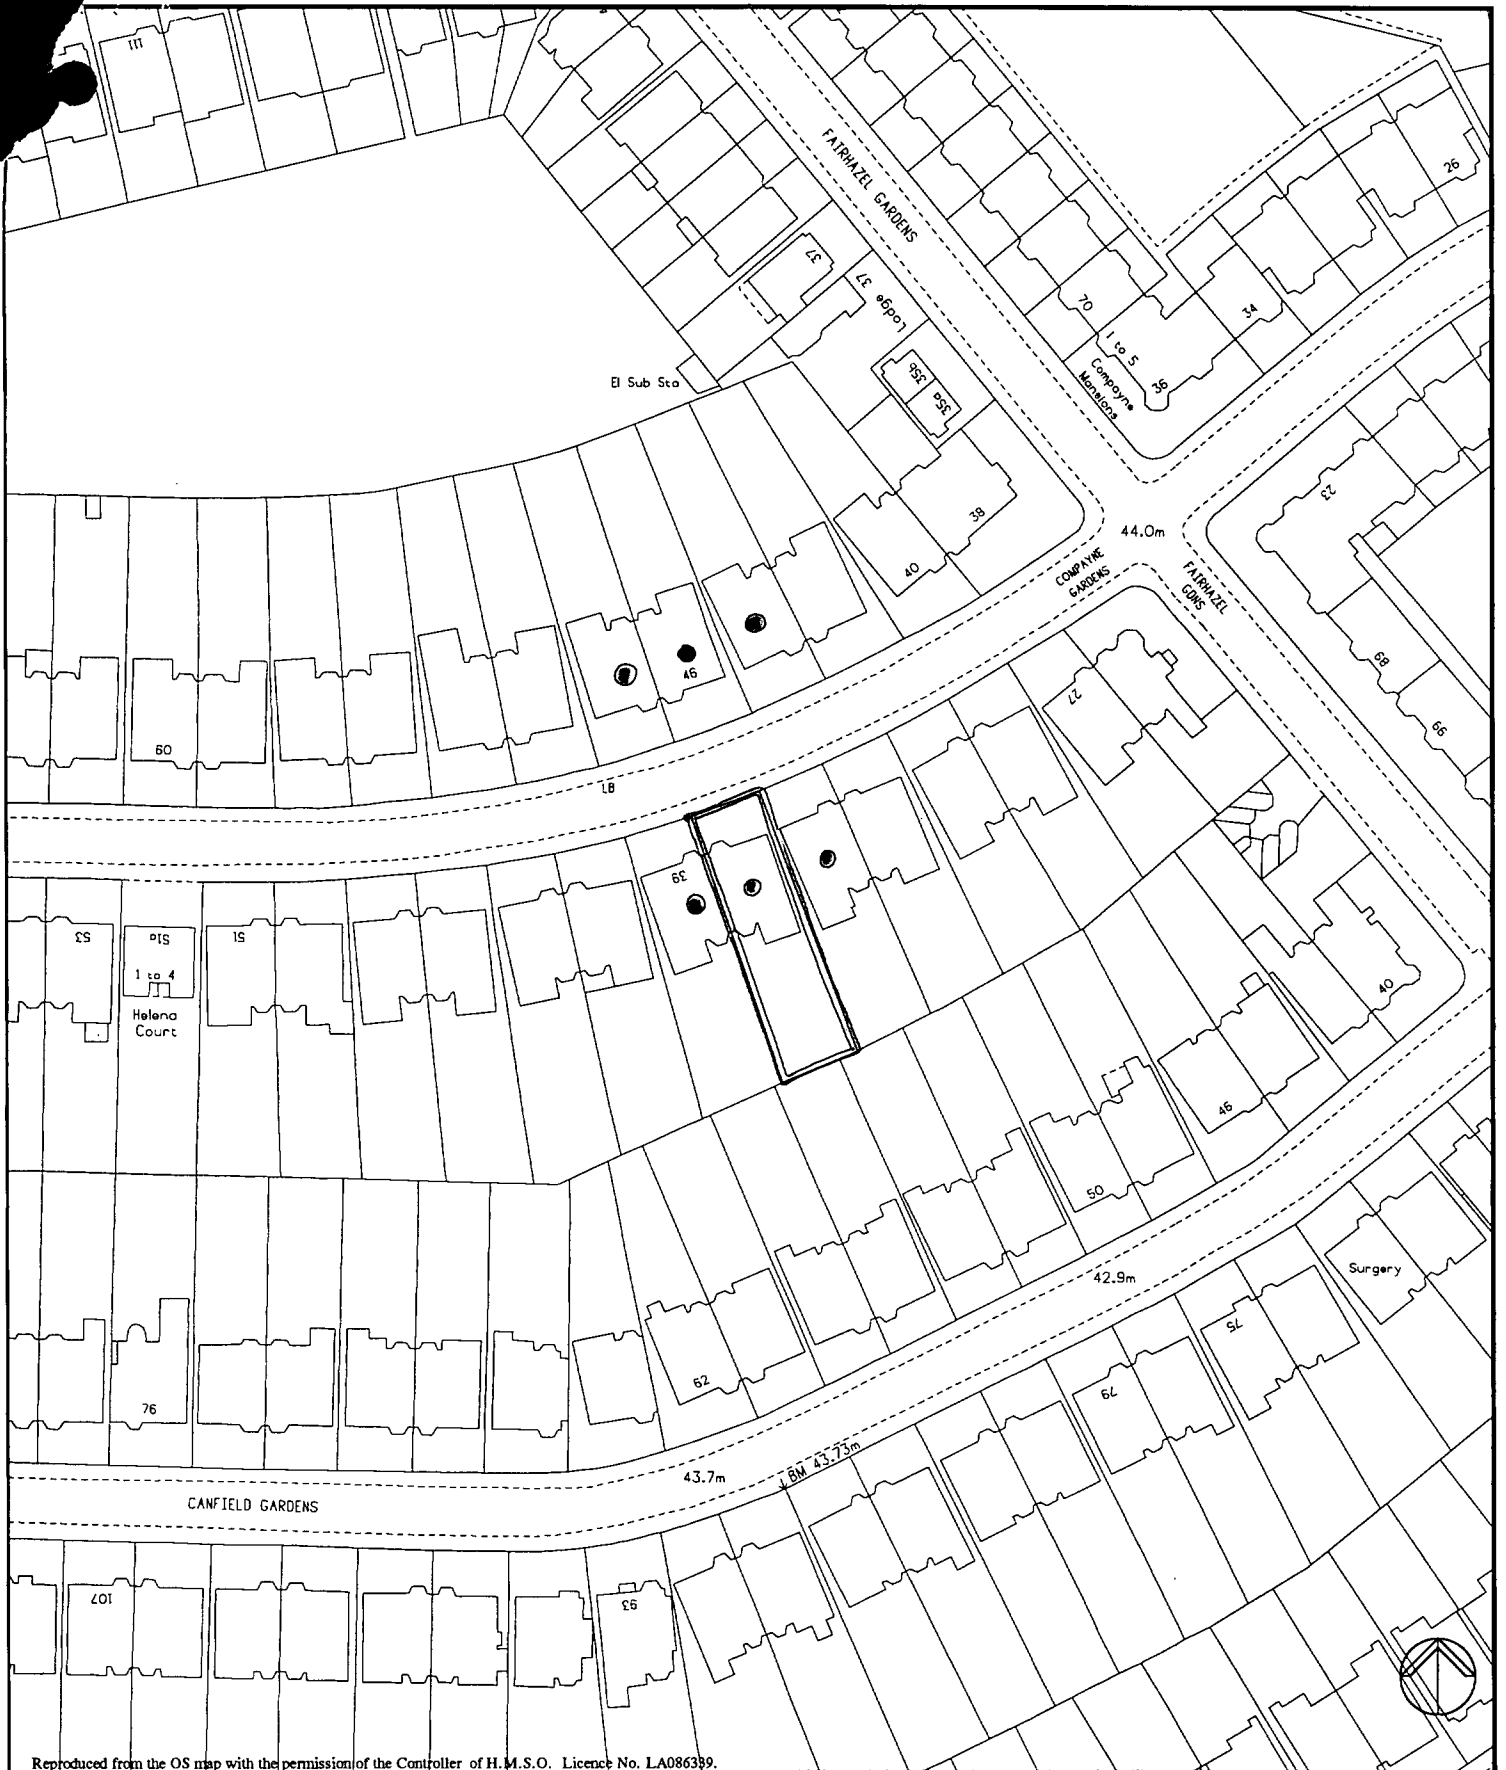 111
FAIRHAZEL GARDENS
26
37
Lodge 37
70
1 to 5
Compayne
Mansions
36
34
El Sub Sta
35b
35a
23
38
40
44.0m
COMPAYNE
GARDENS
FAIRHAZEL
GDNS
68
66
46
60
LB
27
39
53
51a
1 to 4
Helena
Court
51
40
46
50
42.9m
Surgery
75
79
62
76
43.7m
BM 43.73m
CANFIELD GARDENS
107
93
Reproduced from the OS map with the permission of the Controller of H.M.S.O. Licence No. LA086339.